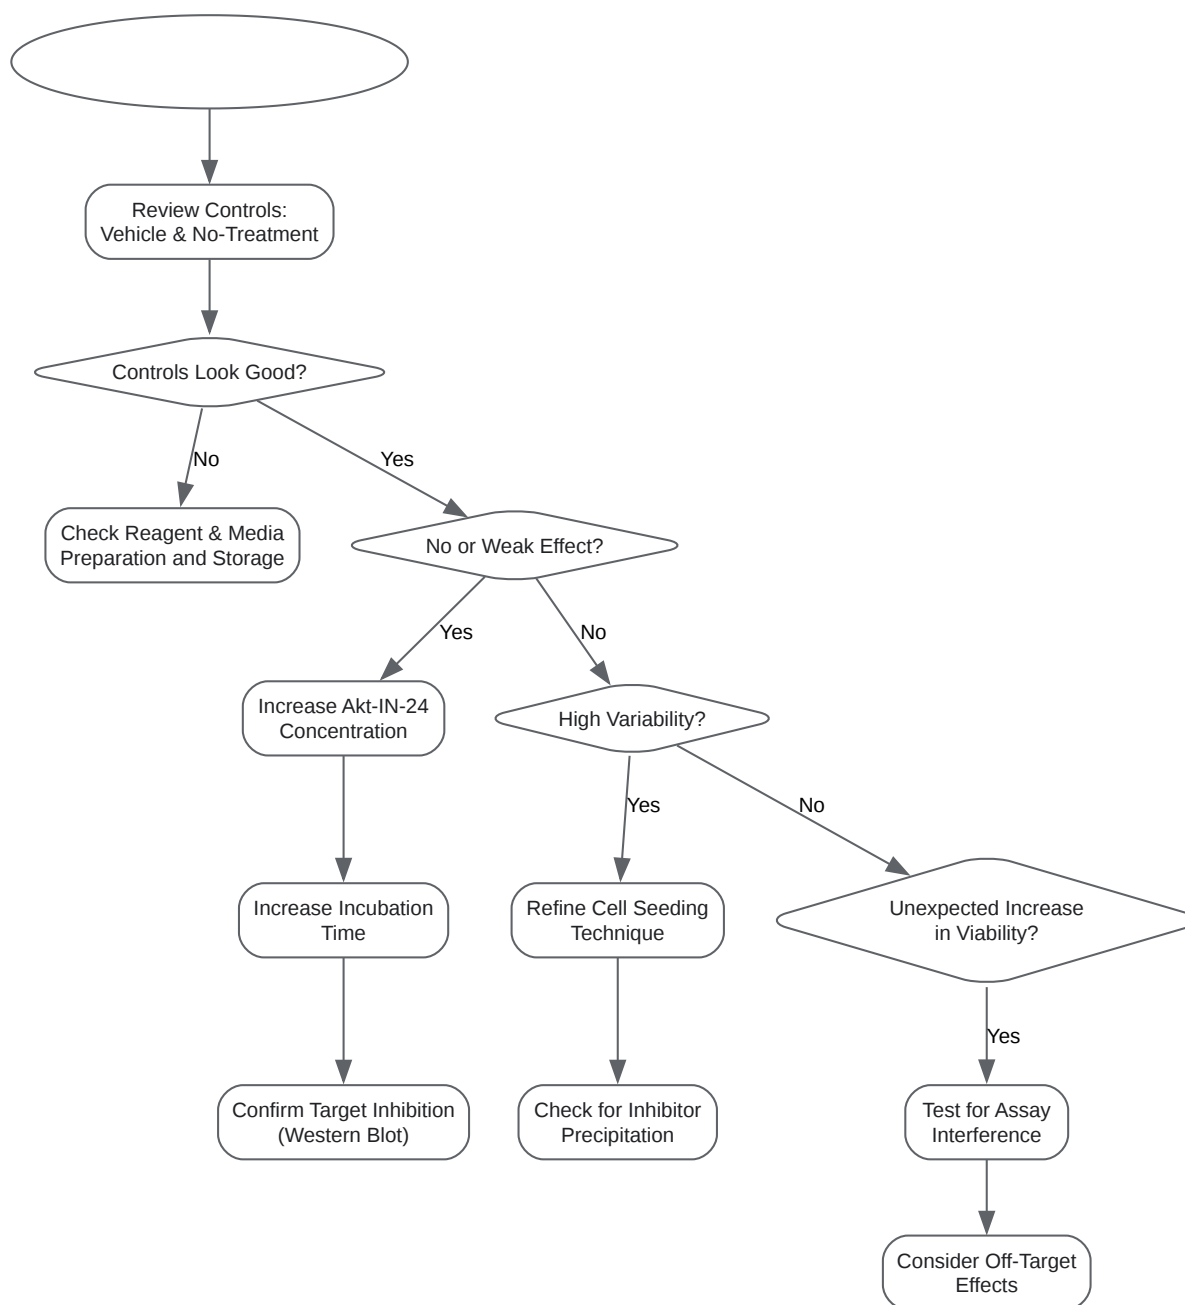 Review Controls:
Vehicle & No-Treatment
Controls Look Good?
No
Yes
Check Reagent & Media
Preparation and Storage
No or Weak Effect?
Yes
No
Increase Akt-IN-24
Concentration
High Variability?
Yes
No
Increase Incubation
Time
Refine Cell Seeding
Technique
Unexpected Increase
in Viability?
Yes
Confirm Target Inhibition
(Western Blot)
Check for Inhibitor
Precipitation
Test for Assay
Interference
Consider Off-Target
Effects